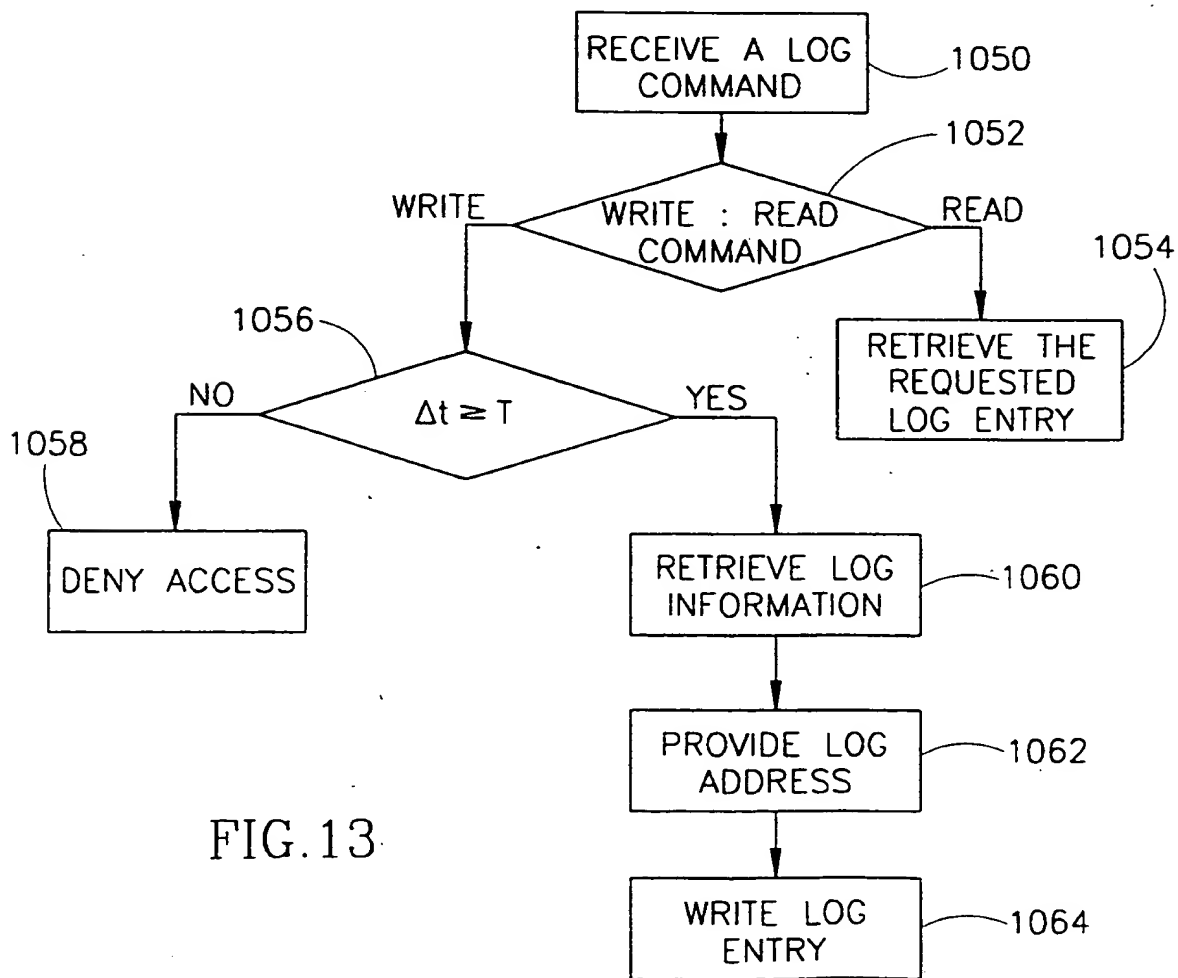 RECEIVE A LOG
COMMAND
1050
1052
WRITE
WRITE : READ
COMMAND
READ
1054
RETRIEVE THE
REQUESTED
LOG ENTRY
1056
NO
Δt ≥ T
YES
1058
DENY ACCESS
RETRIEVE LOG
INFORMATION
1060
PROVIDE LOG
ADDRESS
1062
WRITE LOG
ENTRY
1064
FIG.13